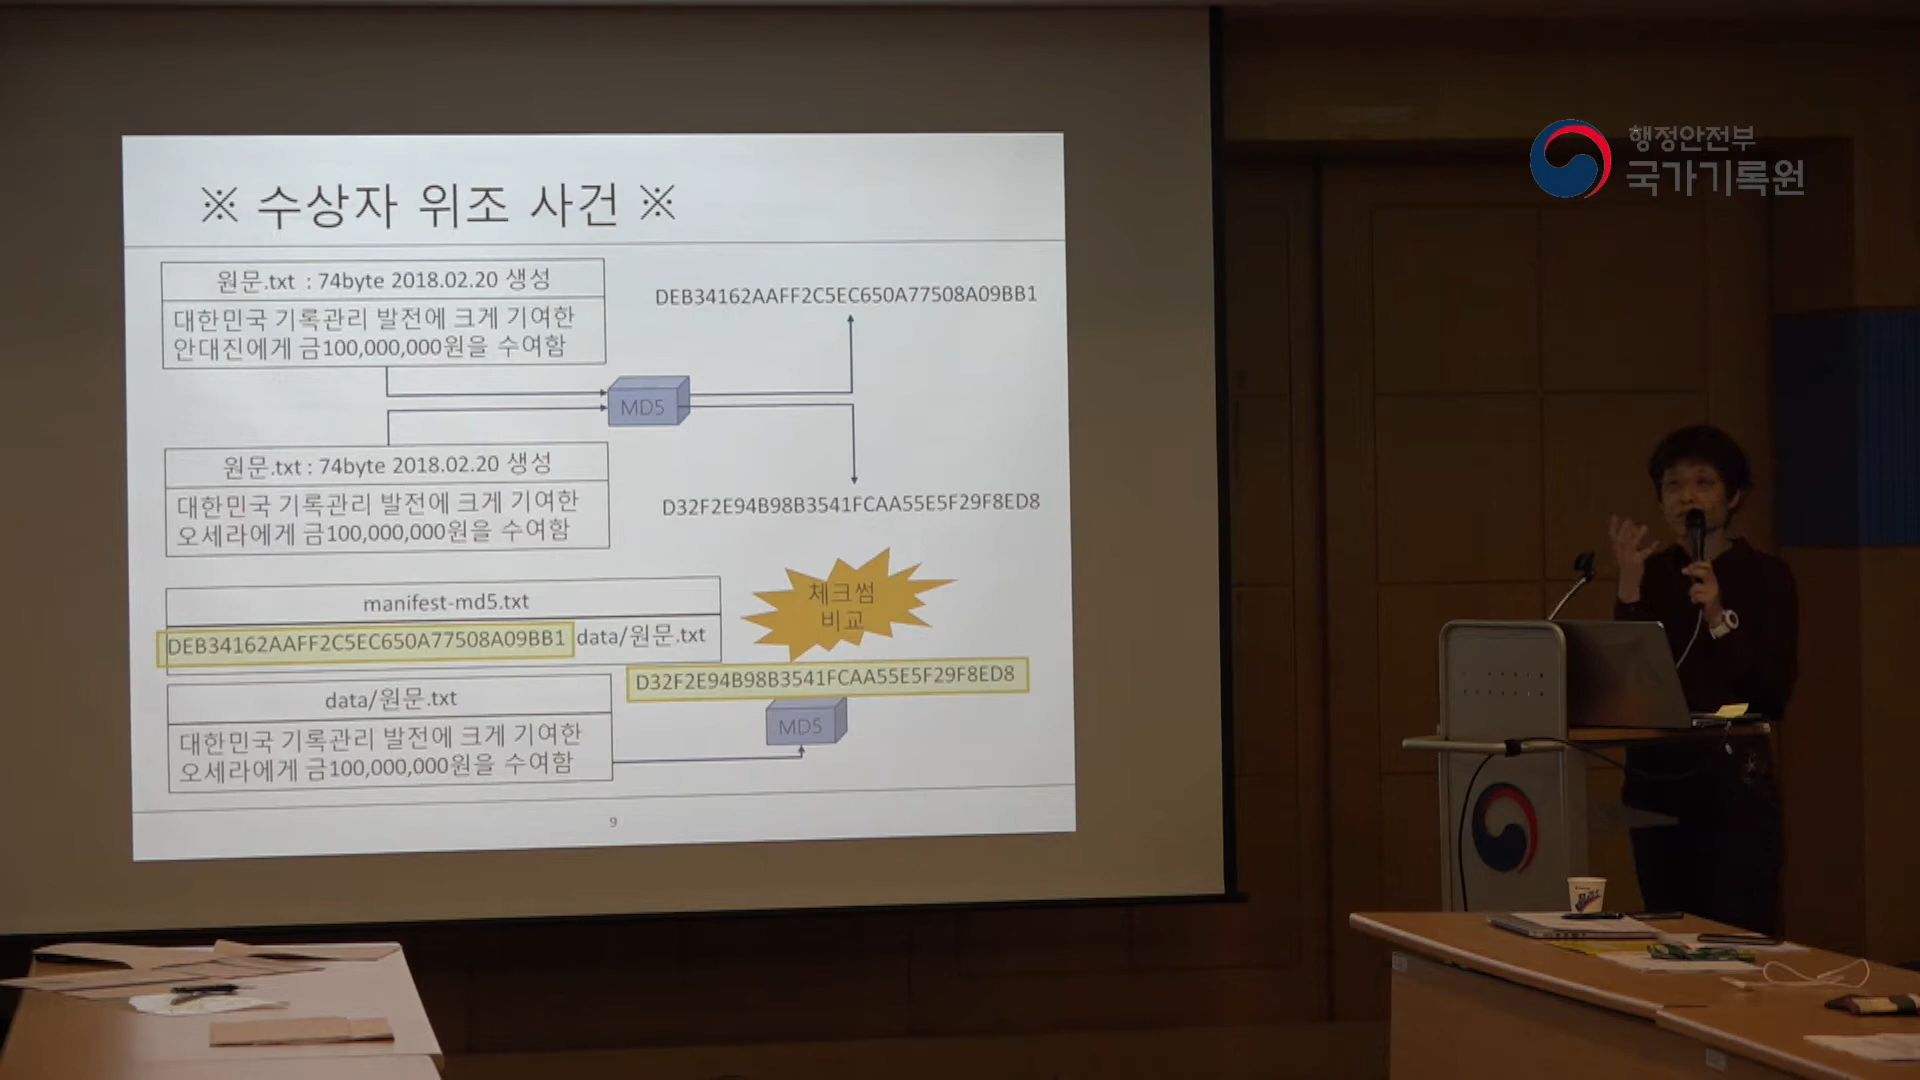 행정안전부
국가기록원
※ 수상자 위조 사건 ※
원문.txt : 74byte 2018.02.20 생성
대한민국 기록관리 발전에 크게 기여한
안대진에게 금100,000,000원을 수여함
DEB34162AAFF2C5EC650A77508A09BB1
MD5
원문.txt : 74byte 2018.02.20 생성
대한민국 기록관리 발전에 크게 기여한
오세라에게 금100,000,000원을 수여함
D32F2E94B98B3541FCAA55E5F29F8ED8
manifest-md5.txt
DEB34162AAFF2C5EC650A77508A09BB1 data/원문.txt
체크썸
비교
D32F2E94B98B3541FCAA55E5F29F8ED8
data/원문.txt
대한민국 기록관리 발전에 크게 기여한
오세라에게 금100,000,000원을 수여함
MD5
9